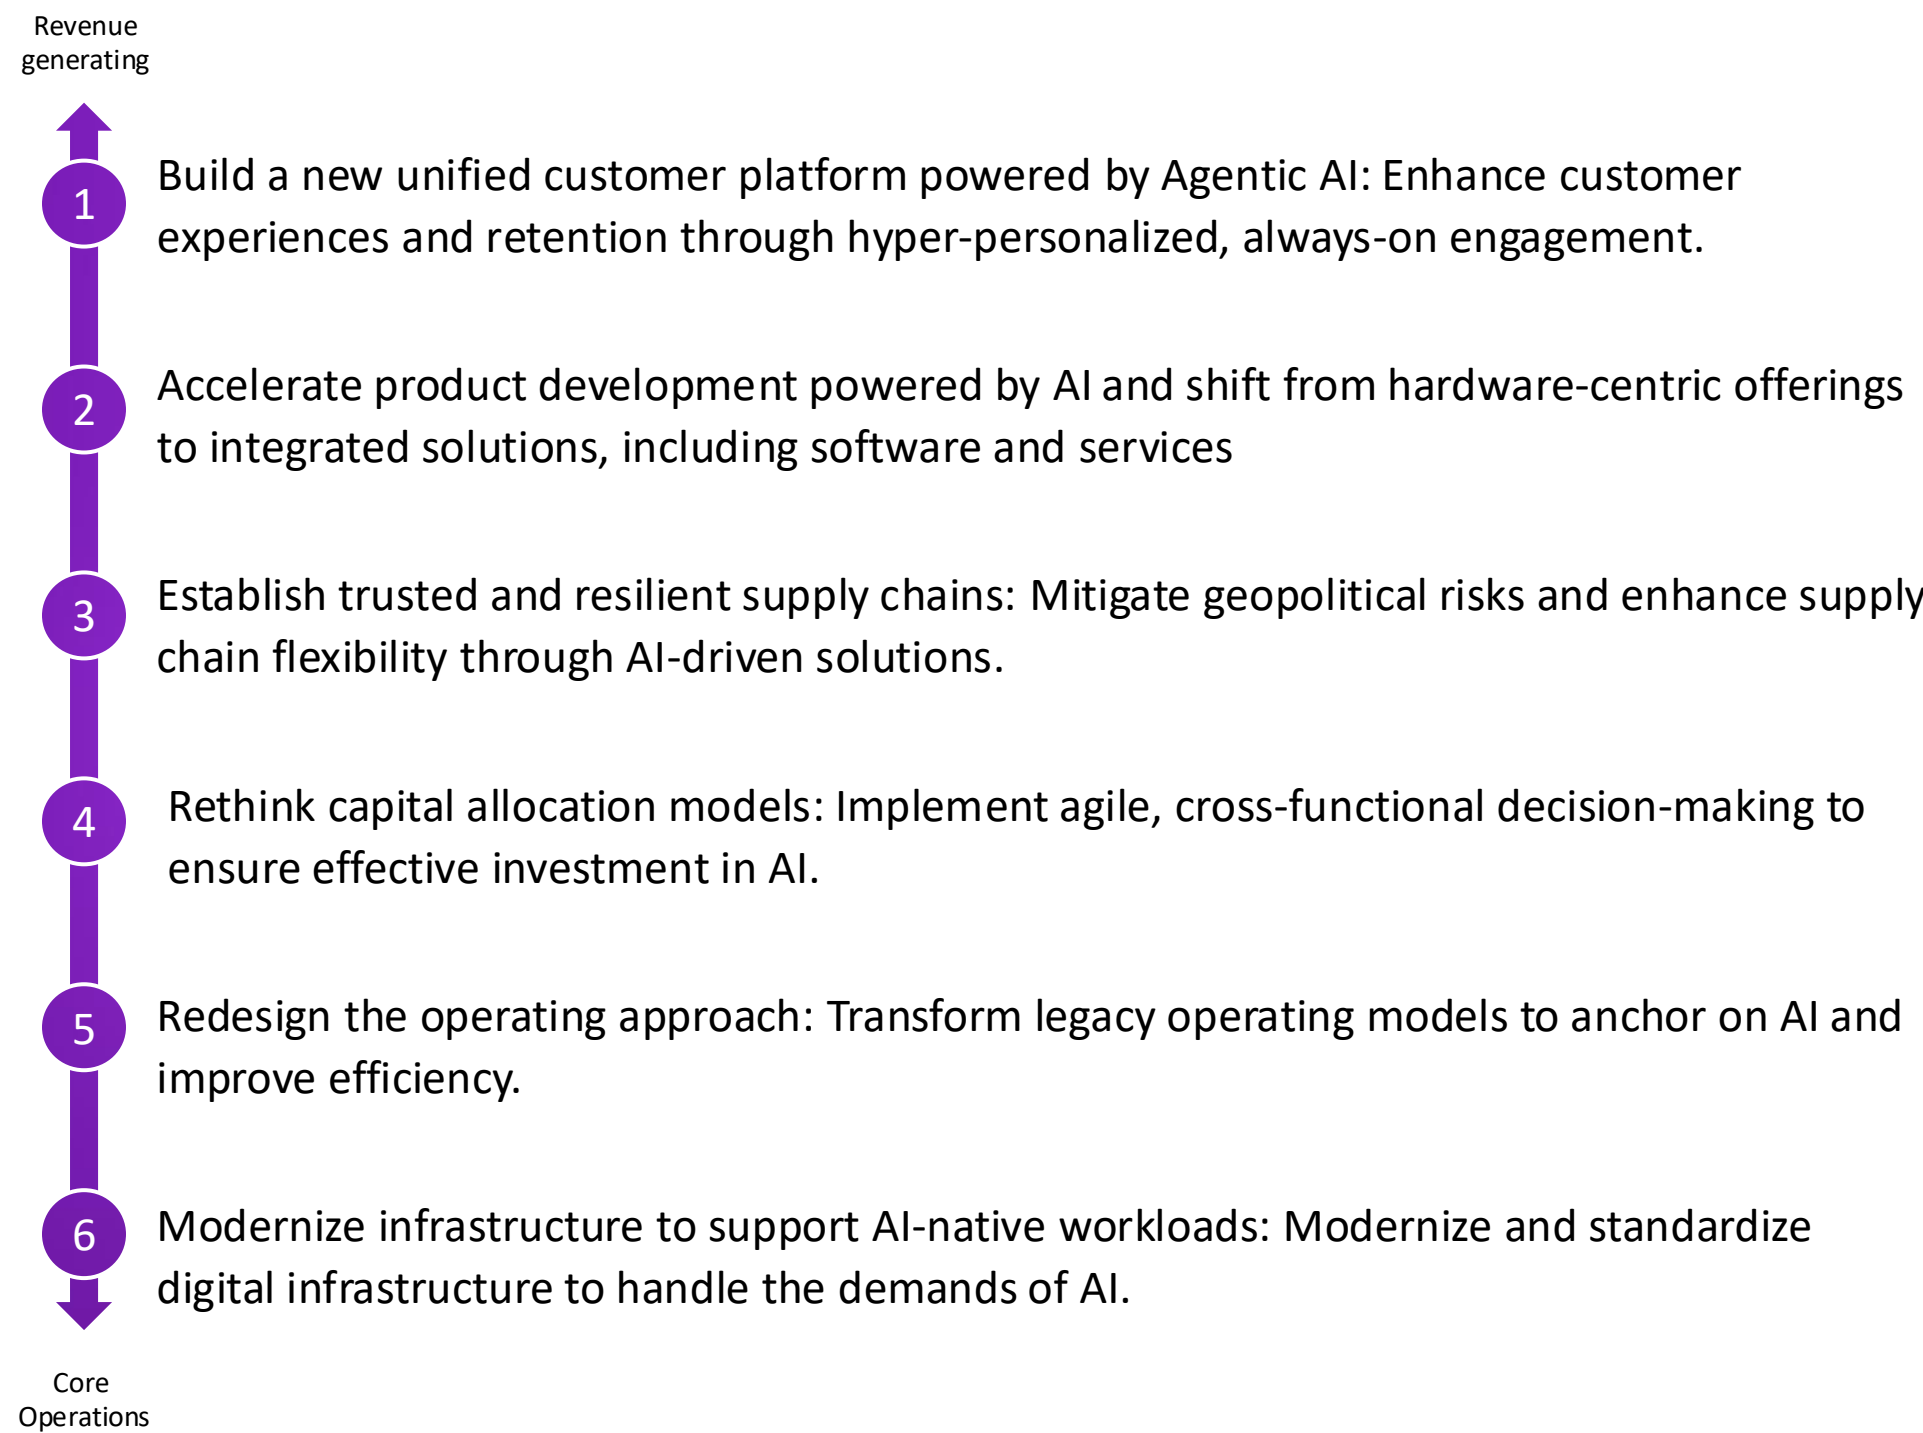 Revenue
generating
1
Build a new unified customer platform powered by Agentic AI: Enhance customer
experiences and retention through hyper-personalized, always-on engagement.
2
Accelerate product development powered by AI and shift from hardware-centric offerings
to integrated solutions, including software and services
3
Establish trusted and resilient supply chains: Mitigate geopolitical risks and enhance supply
chain flexibility through AI-driven solutions.
4
Rethink capital allocation models: Implement agile, cross-functional decision-making to
ensure effective investment in AI.
5
Redesign the operating approach: Transform legacy operating models to anchor on AI and
improve efficiency.
6
Modernize infrastructure to support AI-native workloads: Modernize and standardize
digital infrastructure to handle the demands of AI.
Core
Operations